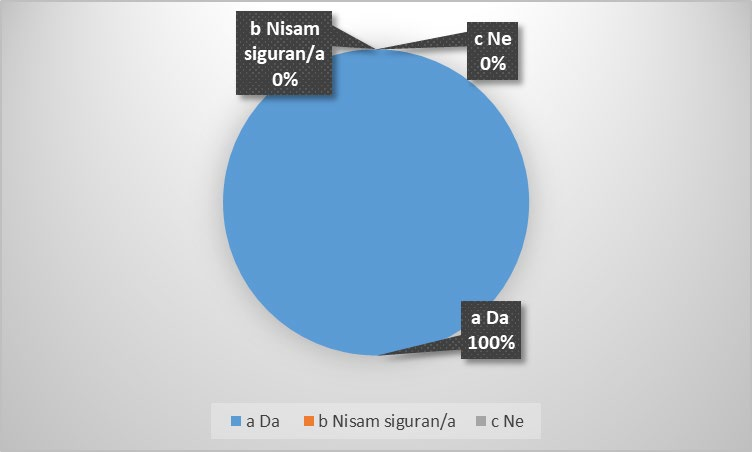 b Nisam
siguran/a
0%
c Ne
0%
a Da
100%
a Da
b Nisam siguran/a
c Ne